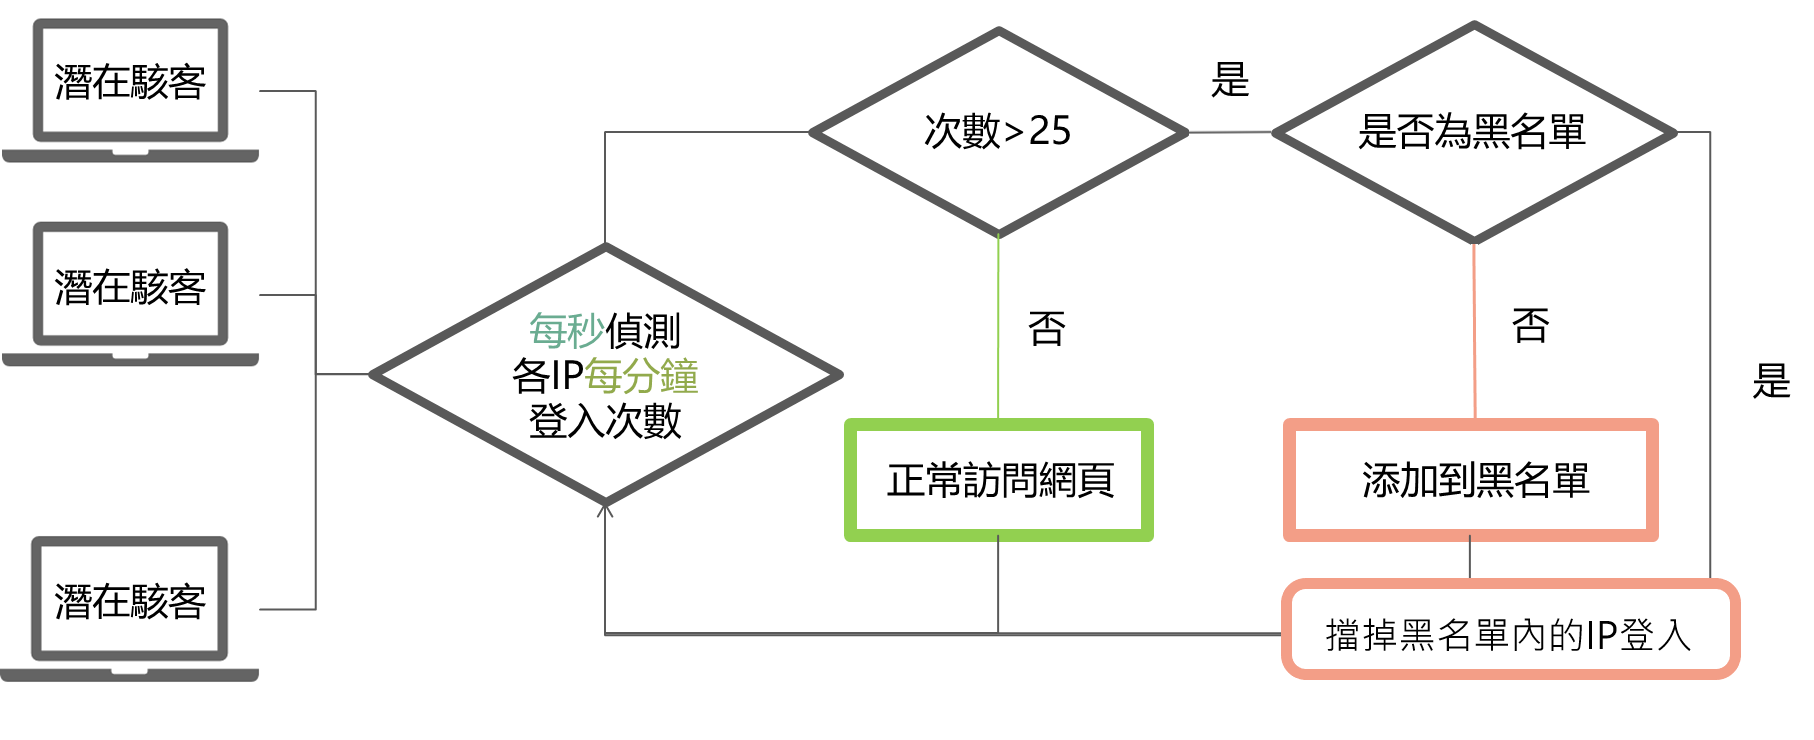 潛在駭客
潛在駭客
潛在駭客
每秒偵測
各IP每分鐘
登入次數
次數>25
是
是否為黑名單
否
否
是
正常訪問網頁
添加到黑名單
擋掉黑名單內的IP登入